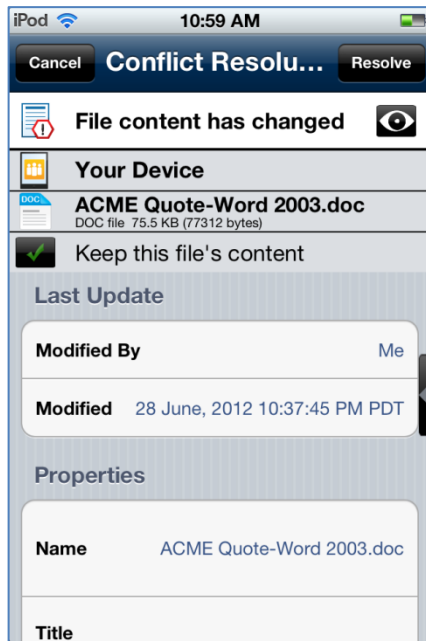 iPod 10:59 AM
Cancel Conflict Resolu... Resolve
File content has changed
Your Device
DOC ACME Quote-Word 2003.doc
DOC file 75.5 KB (77312 bytes)
Keep this file's content
Last Update
Modified By Me
Modified 28 June, 2012 10:37:45 PM PDT
Properties
Name ACME Quote-Word 2003.doc
Title